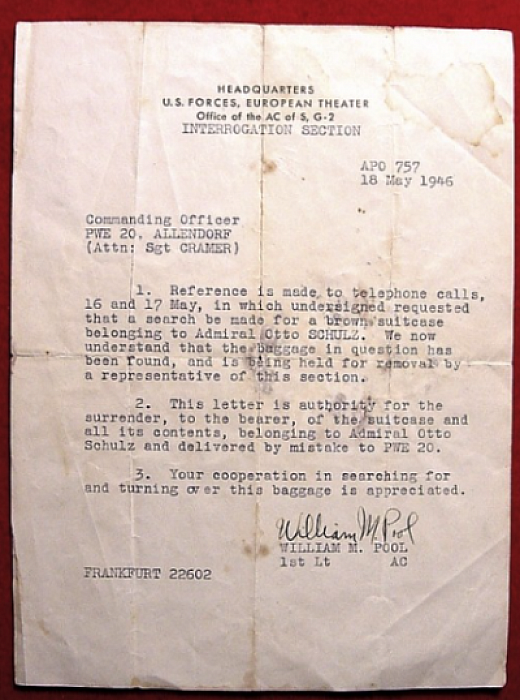 HEADQUARTERS
U.S. FORCES, EUROPEAN THEATER
Office of the AC of S, G-2
INTERROGATION SECTION
APO 757
18 May 1946
Commanding Officer
PWE 20, ALLENDORF
(Attn: Sgt CRAMER)
1. Reference is made to telephone calls,
16 and 17 May, in which undersigned requested
that a search be made for a brown suitcase
belonging to Admiral Otto SCHULZ. We now
understand that the baggage in question has
been found, and is being held for removal by
a representative of this section.
2. This letter is authority for the
surrender, to the bearer, of the suitcase and
all its contents, belonging to Admiral Otto
Schulz and delivered by mistake to PWE 20.
3. Your cooperation in searching for
and turning over this baggage is appreciated.
William M. Pool
WILLIAM M. POOL
1st Lt AC
FRANKFURT 22602